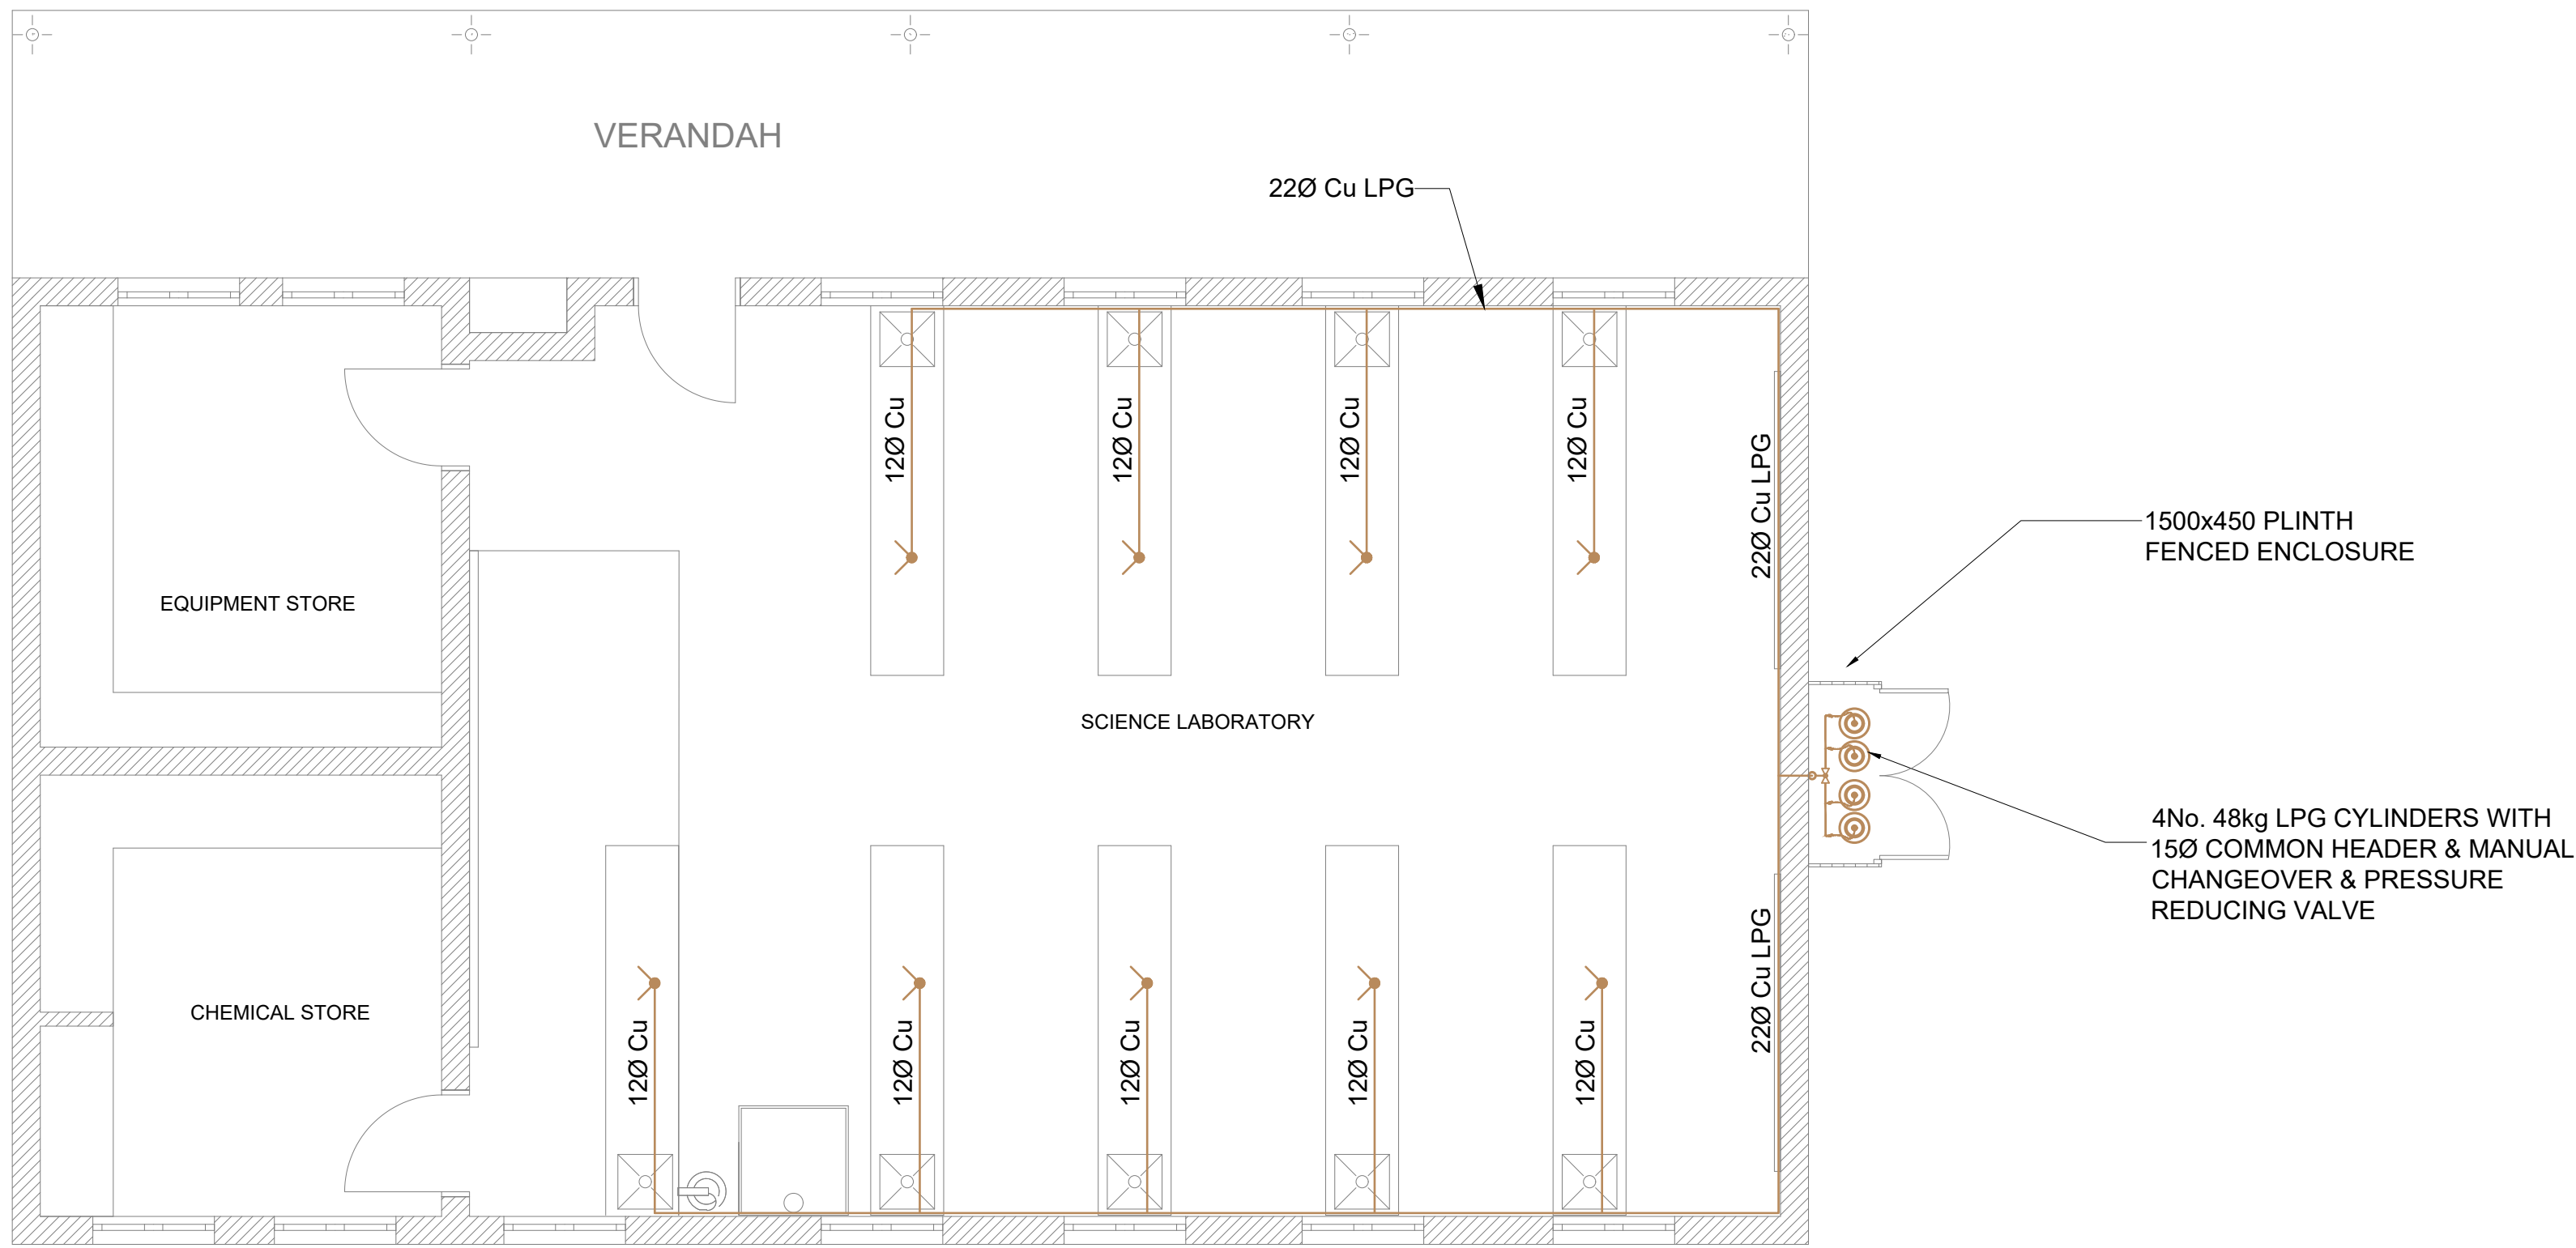 VERANDAH
22Ø Cu LPG
12Ø Cu
12Ø Cu
12Ø Cu
12Ø Cu
22Ø Cu LPG
1500x450 PLINTH
FENCED ENCLOSURE
EQUIPMENT STORE
SCIENCE LABORATORY
4No. 48kg LPG CYLINDERS WITH
15Ø COMMON HEADER & MANUAL
CHANGEOVER & PRESSURE
REDUCING VALVE
CHEMICAL STORE
22Ø Cu LPG
12Ø Cu
12Ø Cu
12Ø Cu
12Ø Cu
12Ø Cu